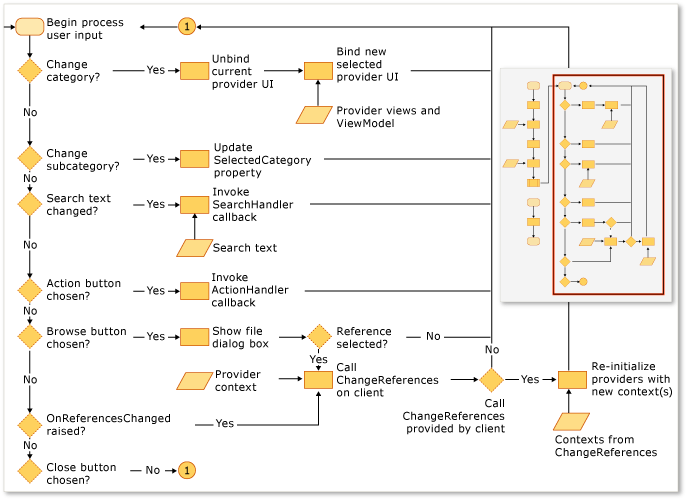 Begin process
user input
1
Change
category?
Yes
Unbind
current
provider UI
Bind new
selected
provider UI
Provider views and
ViewModel
No
Change
subcategory?
Yes
Update
SelectedCategory
property
No
Search text
changed?
Yes
Invoke
SearchHandler
callback
Search text
No
Action button
chosen?
Yes
Invoke
ActionHandler
callback
No
Browse button
chosen?
Yes
Show file
dialog box
Reference
selected?
No
Yes
No
Provider
context
Call
ChangeReferences
on client
No
Yes
Call
ChangeReferences
provided by client
Re-initialize
providers with
new context(s)
Contexts from
ChangeReferences
OnReferencesChanged
raised?
Yes
No
Close button
chosen?
No
1